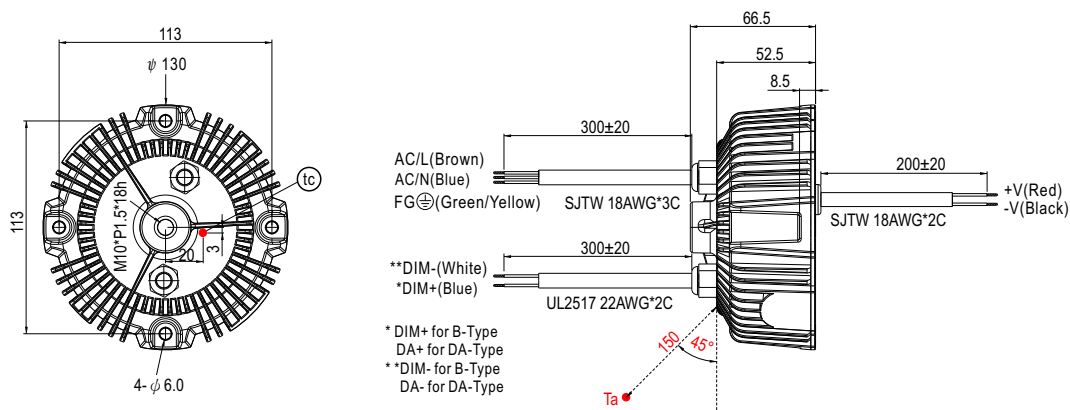 113
ψ 130
113
tc
M10*P1.5*18h
20
3
4- ϕ 6.0
66.5
52.5
8.5
300±20
AC/L(Brown)
AC/N(Blue)
FG⏚(Green/Yellow)
SJTW 18AWG*3C
200±20
+V(Red)
-V(Black)
SJTW 18AWG*2C
300±20
**DIM-(White)
*DIM+(Blue)
UL2517 22AWG*2C
* DIM+ for B-Type
DA+ for DA-Type
* *DIM- for B-Type
DA- for DA-Type
150
45°
Ta